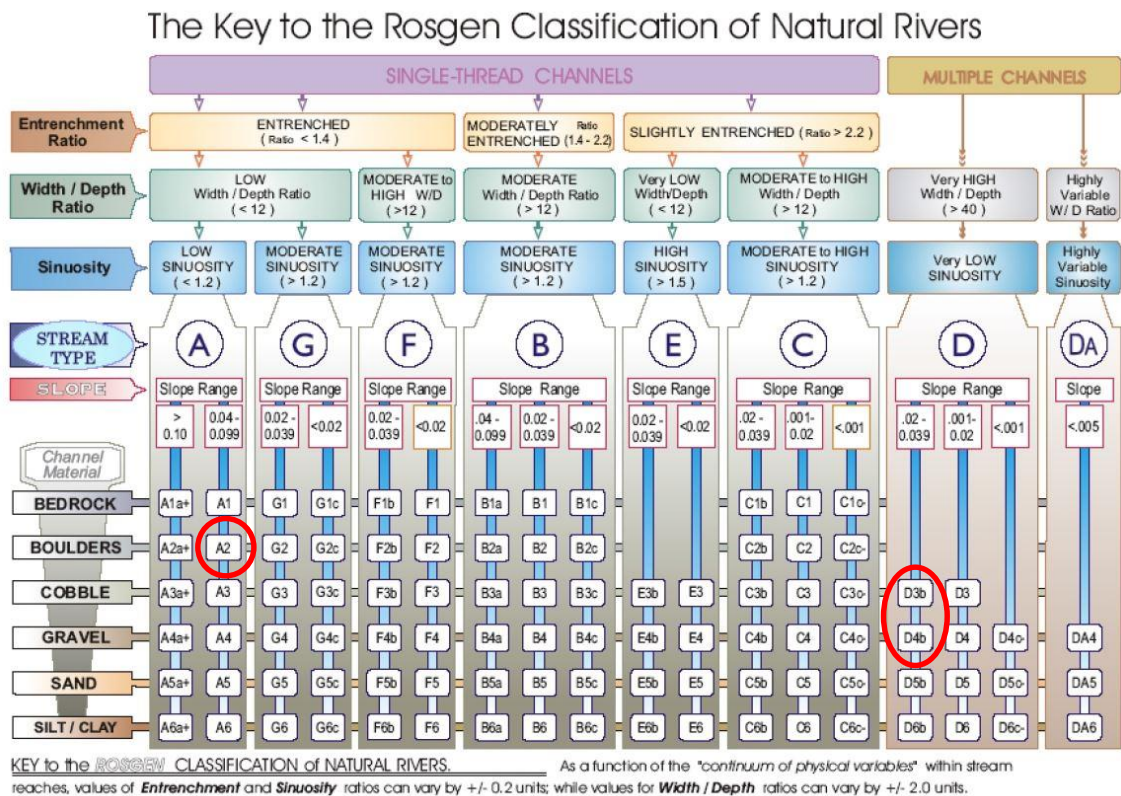 The Key to the Rosgen Classification of Natural Rivers
SINGLE-THREAD CHANNELS
MULTIPLE CHANNELS
Entrenchment
Ratio
ENTRENCHED
( Ratio < 1.4 )
MODERATELY Ratio
ENTRENCHED (1.4 - 2.2)
SLIGHTLY ENTRENCHED ( Ratio > 2.2 )
Width / Depth
Ratio
LOW
Width / Depth Ratio
( < 12 )
MODERATE to
HIGH W/D
( >12 )
MODERATE
Width / Depth Ratio
( > 12 )
Very LOW
Width/Depth
( < 12 )
MODERATE to HIGH
Width / Depth
( > 12 )
Very HIGH
Width / Depth
( > 40 )
Highly
Variable
W / D Ratio
Sinuosity
LOW
SINUOSITY
( < 1.2 )
MODERATE
SINUOSITY
( > 1.2 )
MODERATE
SINUOSITY
( > 1.2 )
MODERATE
SINUOSITY
( > 1.2 )
HIGH
SINUOSITY
( > 1.5 )
MODERATE to HIGH
SINUOSITY
( > 1.2 )
Very LOW
SINUOSITY
Highly
Variable
Sinuosity
STREAM
TYPE
A G F B E C D DA
SLOPE
Slope Range Slope Range Slope Range Slope Range Slope Range Slope Range Slope Range Slope
> 0.10
0.04 - 0.099
0.02 - 0.039
<0.02
0.02 - 0.039
<0.02
.04 - 0.099
0.02 - 0.039
<0.02
0.02 - 0.039
<0.02
.02 - 0.039
.001- 0.02
<.001
.02 - 0.039
.001- 0.02
<.001
<.005
Channel
Material
BEDROCK A1a+ A1 G1 G1c F1b F1 B1a B1 B1c C1b C1 C1c-
BOULDERS A2a+ A2 G2 G2c F2b F2 B2a B2 B2c C2b C2 C2c-
COBBLE A3a+ A3 G3 G3c F3b F3 B3a B3 B3c E3b E3 C3b C3 C3c- D3b D3
GRAVEL A4a+ A4 G4 G4c F4b F4 B4a B4 B4c E4b E4 C4b C4 C4c- D4b D4 D4c- DA4
SAND A5a+ A5 G5 G5c F5b F5 B5a B5 B5c E5b E5 C5b C5 C5c- D5b D5 D5c- DA5
SILT / CLAY A6a+ A6 G6 G6c F6b F6 B6a B6 B6c E6b E6 C6b C6 C6c- D6b D6 D6c- DA6
KEY to the ROSGEN CLASSIFICATION of NATURAL RIVERS. As a function of the "continuum of physical variables" within stream
reaches, values of Entrenchment and Sinuosity ratios can vary by +/- 0.2 units; while values for Width / Depth ratios can vary by +/- 2.0 units.